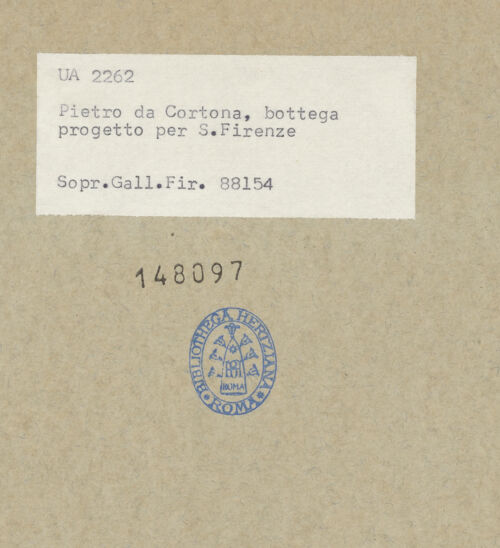 UA 2262
Pietro da Cortona, bottega
progetto per S.Firenze
Sopr.Gall.Fir. 88154
148097
BIBLIOTHECA HERTZIANA
ROMA
ROMA